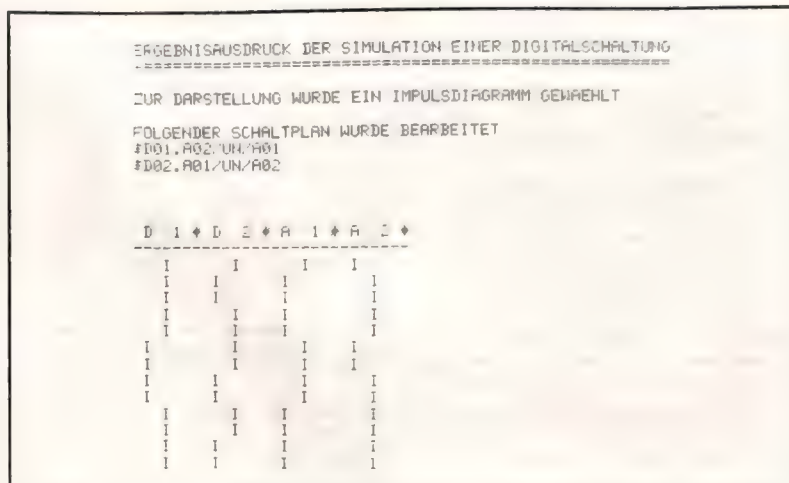 ERGEBNISAUSDRUCK DER SIMULATION EINER DIGITALSCHALTUNG
======================================================
ZUR DARSTELLUNG WURDE EIN IMPULSDIAGRAMM GEWAEHLT
FOLGENDER SCHALTPLAN WURDE BEARBEITET
#D01.A02/UN/A01
#D02.A01/UN/A02
D 1 * D 2 * A 1 * A 2 *
--------------------------------
I I I I
I I I I
I I I I
I I I I
I I I I
I I I I
I I I I
I I I I
I I I I
I I I I
I I I I
I I I I
I I I I